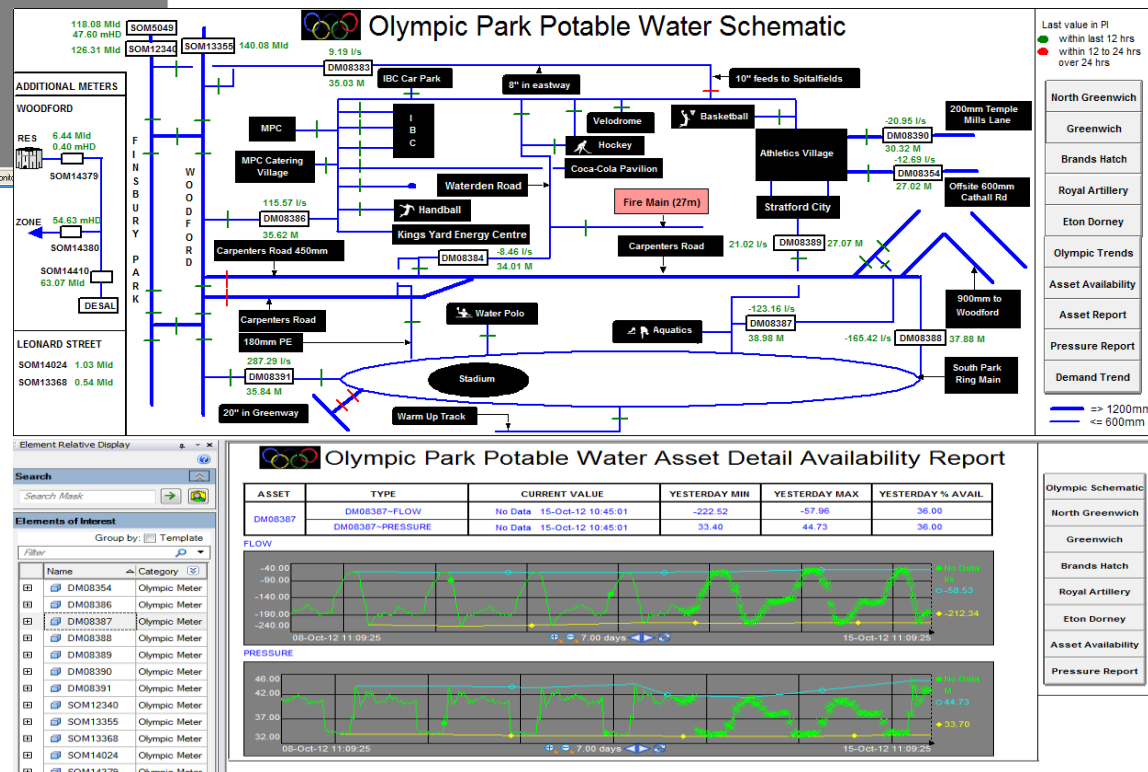 Olympic Park Potable Water Schematic
118.08 Mld
47.60 mHD
126.31 Mld
SOM5049
SOM12340
SOM13355
140.08 Mld
ADDITIONAL METERS
WOODFORD
RES
6.44 Mld
0.40 mHD
SOM14379
ZONE
54.63 mHD
SOM14380
SOM14410
63.07 Mld
DESAL
LEONARD STREET
SOM14024 1.03 Mld
SOM13368 0.54 Mld
FINSBURY PARK
WOODFORD
9.19 l/s
DM08383
35.03 M
IBC Car Park
8" in eastway
10" feeds to Spitalfields
MPC
IBC
MPC Catering
Village
Velodrome
Hockey
Coca-Cola Pavilion
Basketball
Athletics Village
Stratford City
-20.95 l/s
DM08390
30.32 M
200mm Temple
Mills Lane
-12.69 l/s
DM08354
27.02 M
Offsite 600mm
Cathall Rd
Waterden Road
Handball
Kings Yard Energy Centre
Fire Main (27m)
115.57 l/s
DM08386
35.62 M
Carpenters Road 450mm
DM08384
-8.46 l/s
34.01 M
Carpenters Road
21.02 l/s
DM08389
27.07 M
900mm to
Woodford
Carpenters Road
180mm PE
Water Polo
Aquatics
-123.16 l/s
DM08387
38.98 M
-165.42 l/s
DM08388
37.88 M
287.29 l/s
DM08391
35.84 M
Stadium
South Park
Ring Main
20" in Greenway
Warm Up Track
Last value in PI
within last 12 hrs
within 12 to 24 hrs
over 24 hrs
North Greenwich
Greenwich
Brands Hatch
Royal Artillery
Eton Dorney
Olympic Trends
Asset Availability
Asset Report
Pressure Report
Demand Trend
=> 1200mm
<= 600mm
Element Relative Display
Search
Search Mask
Elements of Interest
Group by: Template
Filter
Name Category
DM08354 Olympic Meter
DM08386 Olympic Meter
DM08387 Olympic Meter
DM08388 Olympic Meter
DM08389 Olympic Meter
DM08390 Olympic Meter
DM08391 Olympic Meter
SOM12340 Olympic Meter
SOM13355 Olympic Meter
SOM13368 Olympic Meter
SOM14024 Olympic Meter
SOM14379 Olympic Meter
Olympic Park Potable Water Asset Detail Availability Report
ASSET TYPE CURRENT VALUE YESTERDAY MIN YESTERDAY MAX YESTERDAY % AVAIL
DM08387
DM08387~FLOW No Data 15-Oct-12 10:45:01 -222.52 -57.96 36.00
DM08387~PRESSURE No Data 15-Oct-12 10:45:01 33.40 44.73 36.00
FLOW
-40.00
-90.00
-140.00
-190.00
-240.00
No Data
l/s
-58.53
-212.34
08-Oct-12 11:09:25 7.00 days 15-Oct-12 11:09:25
PRESSURE
46.00
42.00
37.00
32.00
No Data
M
44.73
33.70
08-Oct-12 11:09:25 7.00 days 15-Oct-12 11:09:25
Olympic Schematic
North Greenwich
Greenwich
Brands Hatch
Royal Artillery
Eton Dorney
Asset Availability
Pressure Report